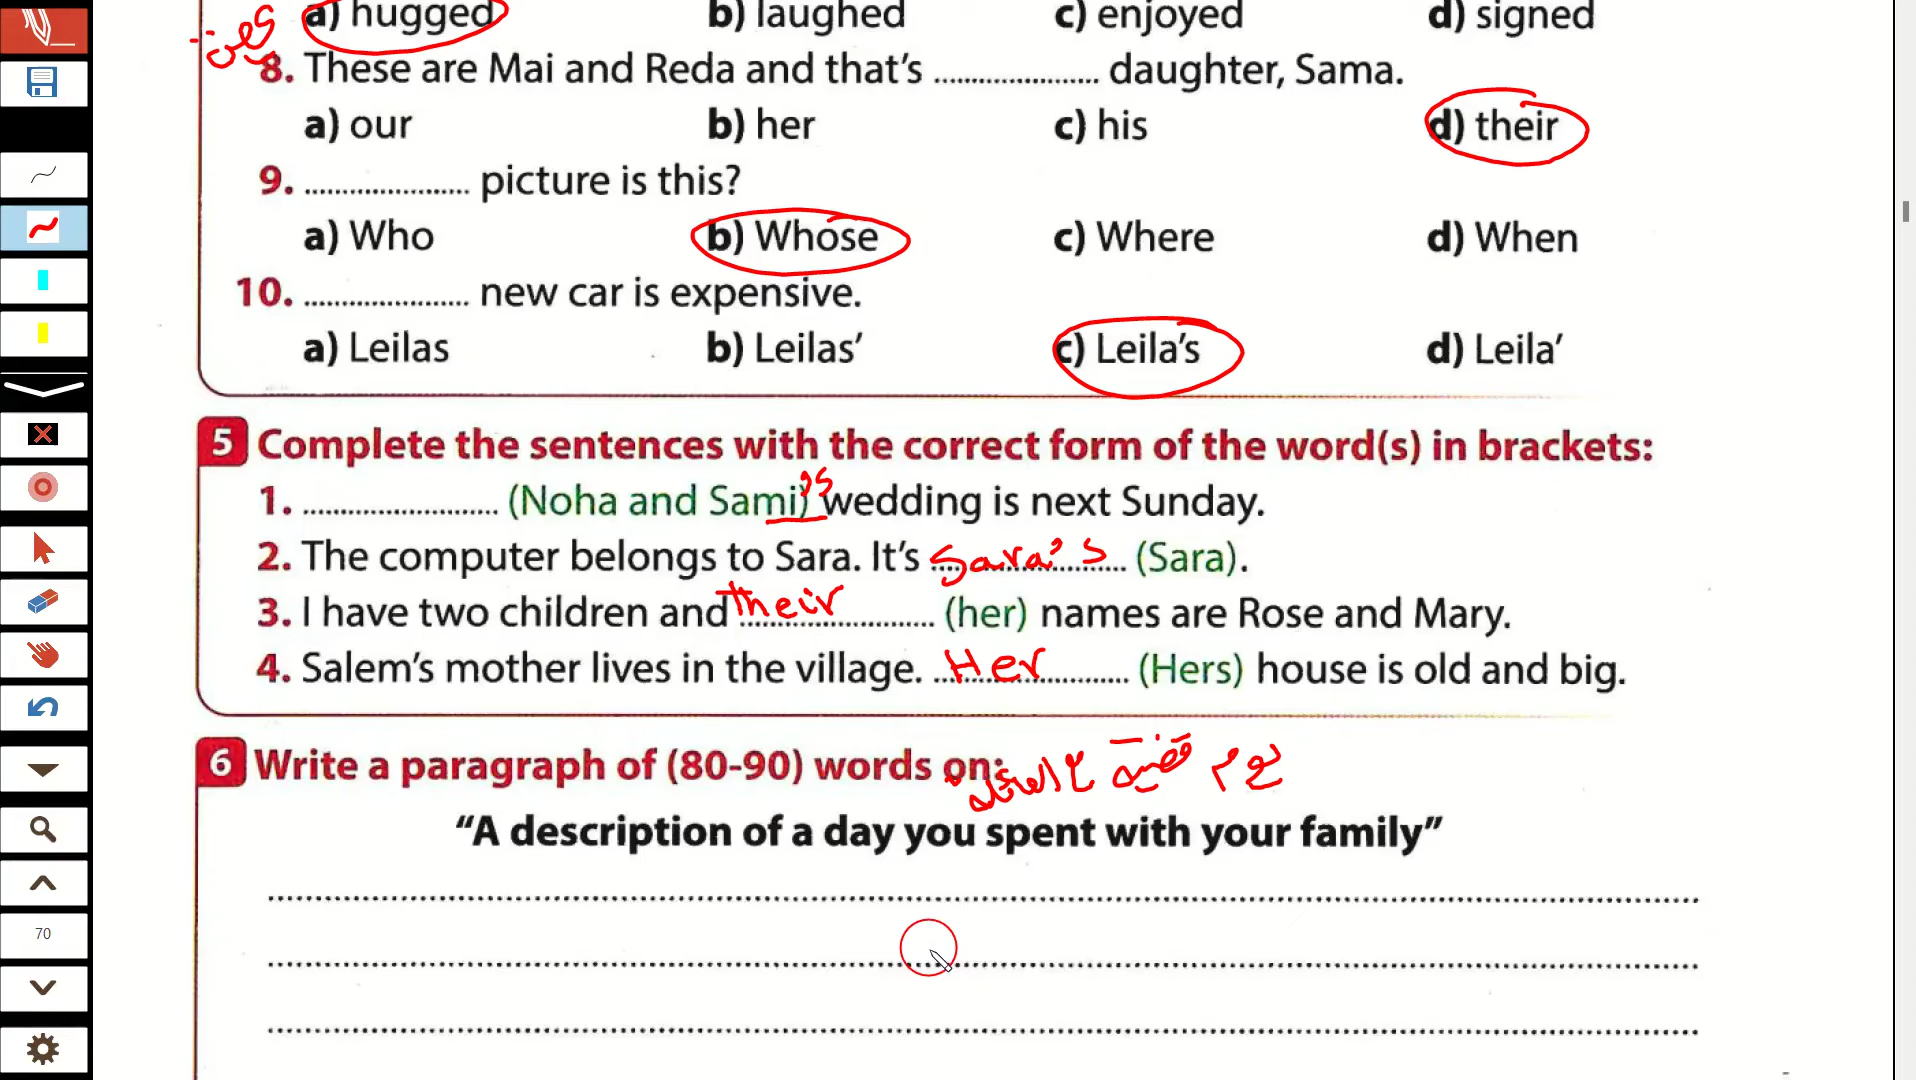 a) hugged b) laughed c) enjoyed d) signed
8. These are Mai and Reda and that's ...................... daughter, Sama.
a) our b) her c) his d) their
9. ...................... picture is this?
a) Who b) Whose c) Where d) When
10. ...................... new car is expensive.
a) Leilas b) Leilas' c) Leila's d) Leila'
5 Complete the sentences with the correct form of the word(s) in brackets:
1. .......................... (Noha and Sami)'s wedding is next Sunday.
2. The computer belongs to Sara. It's Sara's (Sara).
3. I have two children and their (her) names are Rose and Mary.
4. Salem's mother lives in the village. Her (Hers) house is old and big.
6 Write a paragraph of (80-90) words on:
يوم
"A description of a day you spent with your family"
70